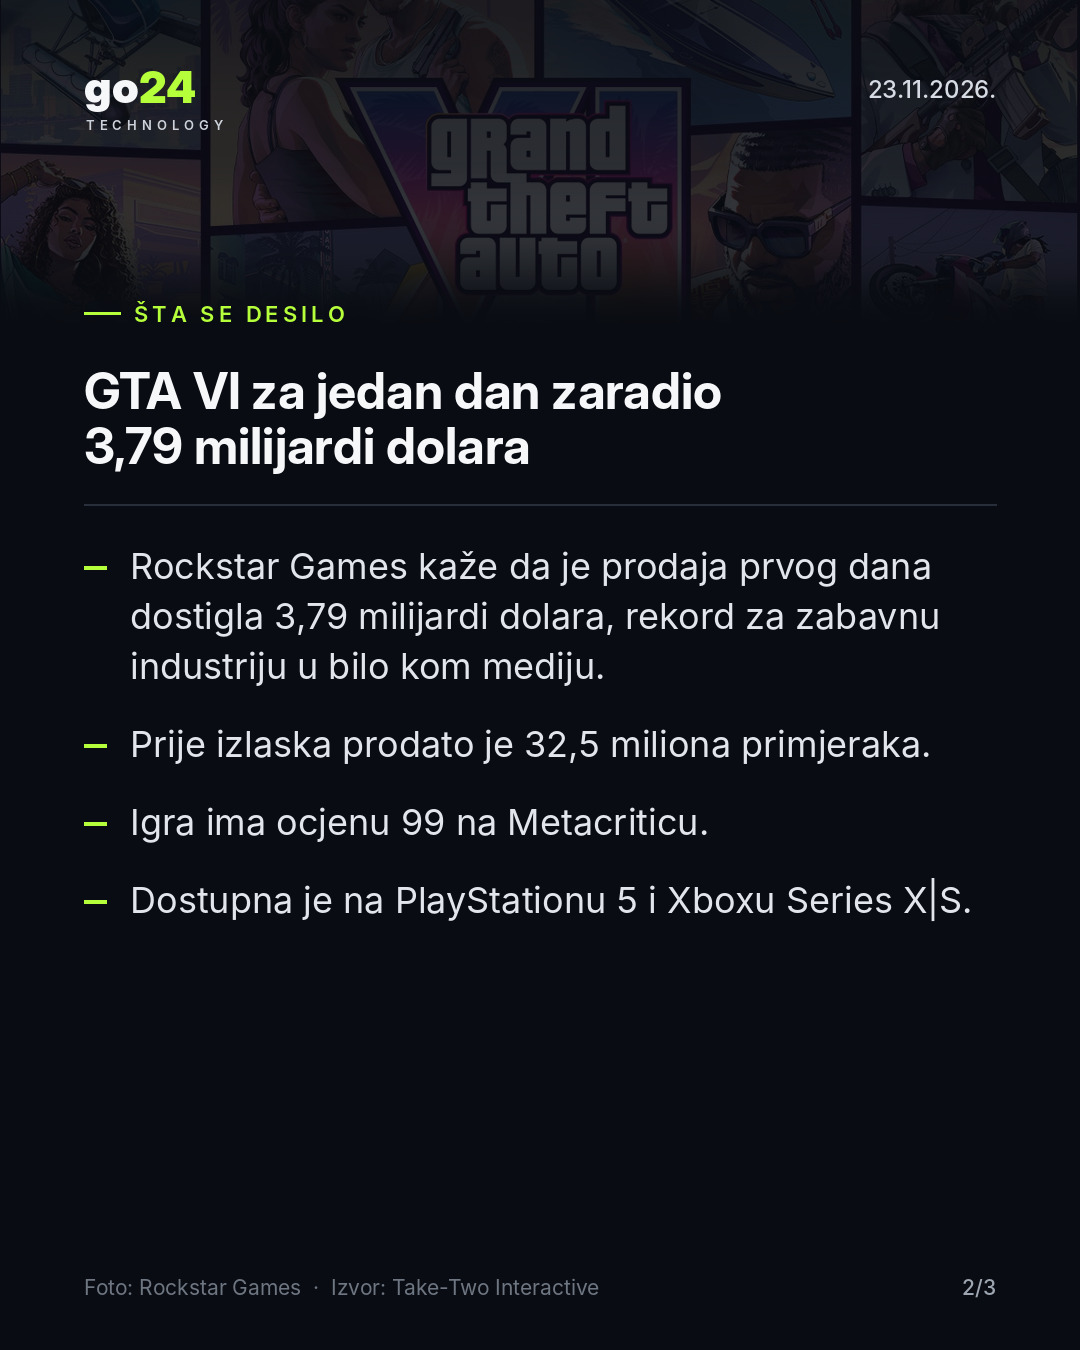 go24
TECHNOLOGY
23.11.2026.
grand
theft
auto
VI
ŠTA SE DESILO
GTA VI za jedan dan zaradio
3,79 milijardi dolara
Rockstar Games kaže da je prodaja prvog dana
dostigla 3,79 milijardi dolara, rekord za zabavnu
industriju u bilo kom mediju.
Prije izlaska prodato je 32,5 miliona primjeraka.
Igra ima ocjenu 99 na Metacriticu.
Dostupna je na PlayStationu 5 i Xboxu Series X|S.
Foto: Rockstar Games · Izvor: Take-Two Interactive
2/3